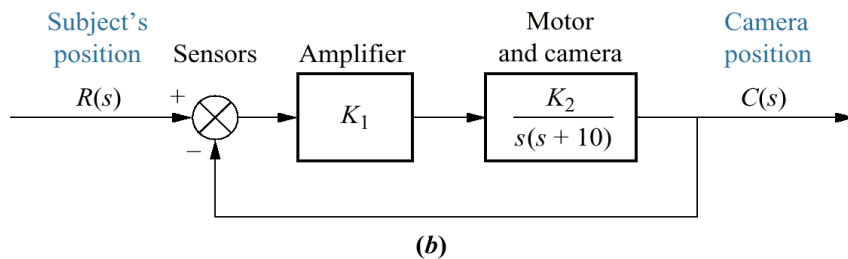 Subject's
position
Sensors
Amplifier
Motor
and camera
Camera
position
R(s)
+
−
K₁
K₂
s(s + 10)
C(s)
(b)